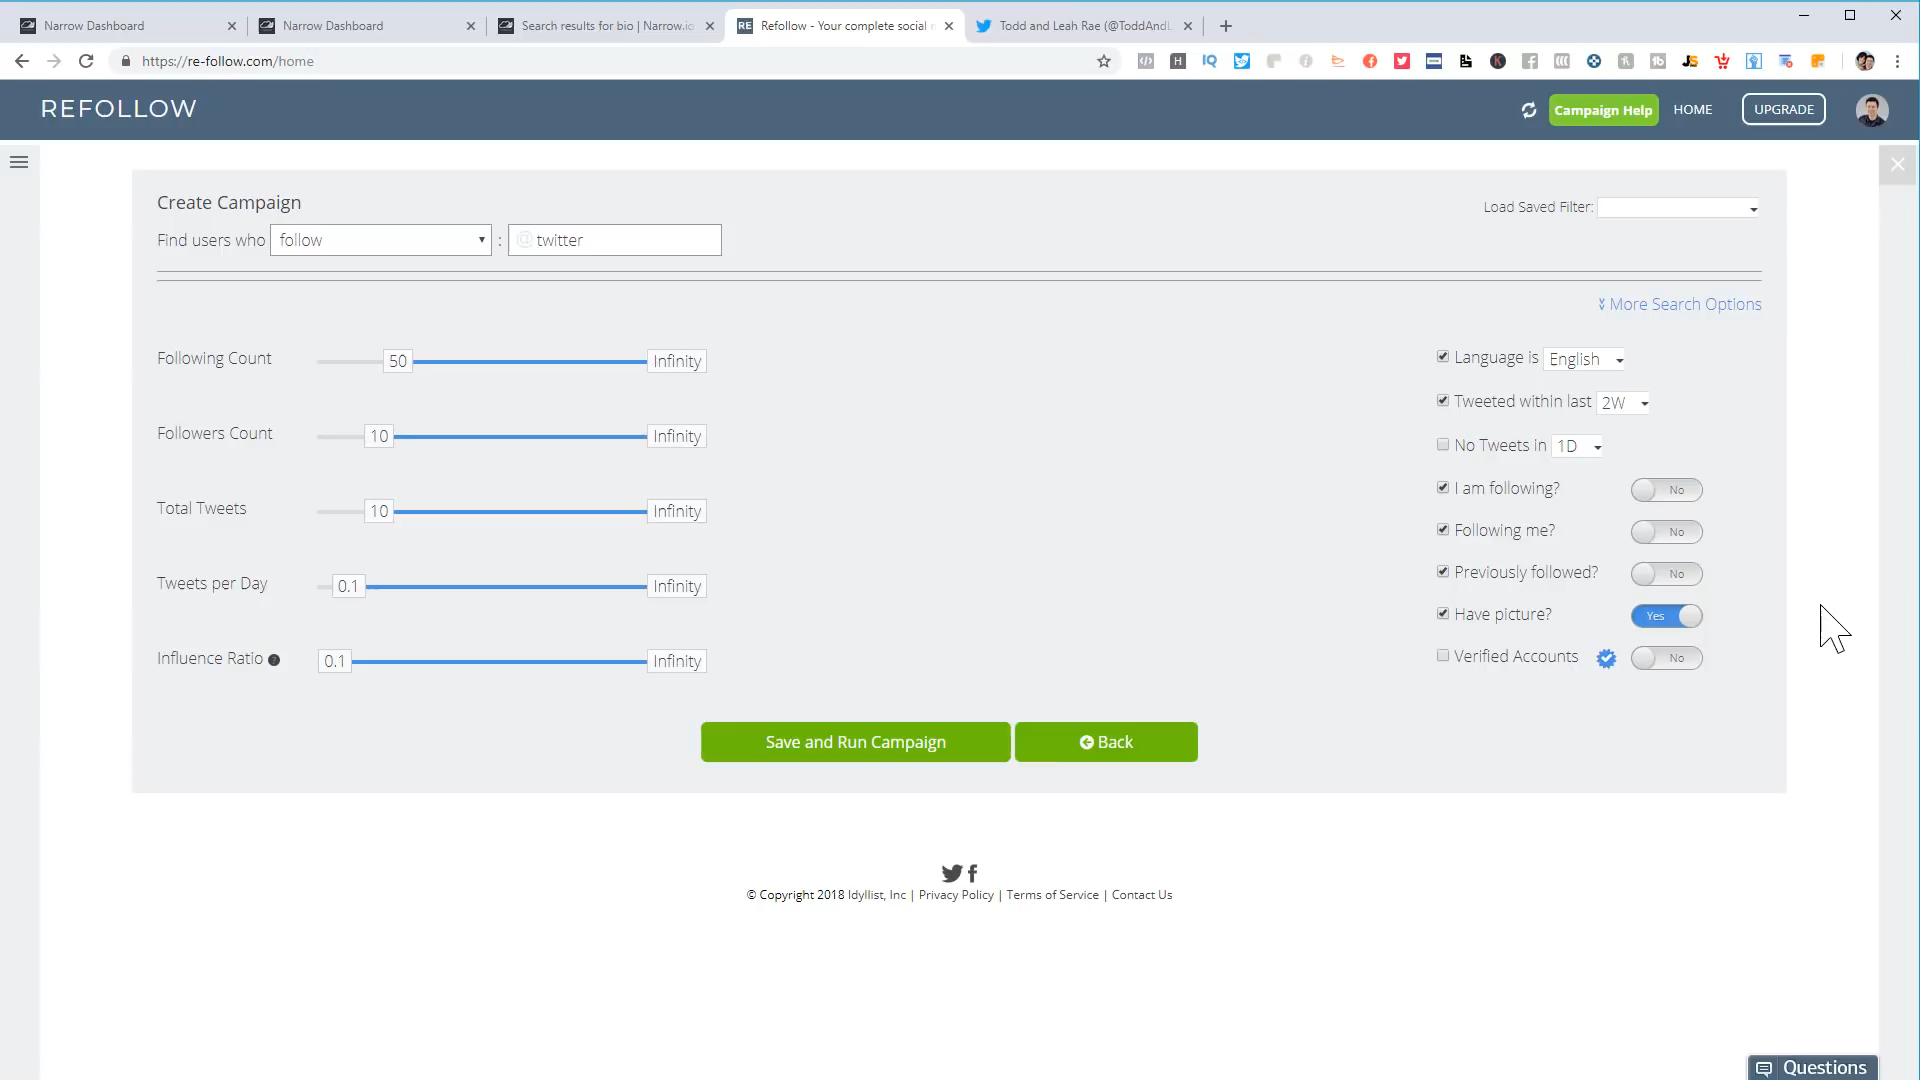 Narrow Dashboard
Narrow Dashboard
Search results for bio | Narrow.io
RE Refollow - Your complete social
Todd and Leah Rae (@ToddAndL
https://re-follow.com/home
REFOLLOW
Campaign Help
HOME
UPGRADE
Create Campaign
Load Saved Filter:
Find users who follow : @ twitter
More Search Options
Following Count 50 Infinity
Language is English
Tweeted within last 2W
Followers Count 10 Infinity
No Tweets in 1D
I am following? No
Total Tweets 10 Infinity
Following me? No
Previously followed? No
Tweets per Day 0.1 Infinity
Have picture? Yes
Influence Ratio ? 0.1 Infinity
Verified Accounts No
Save and Run Campaign
Back
© Copyright 2018 Idyllist, Inc | Privacy Policy | Terms of Service | Contact Us
Questions